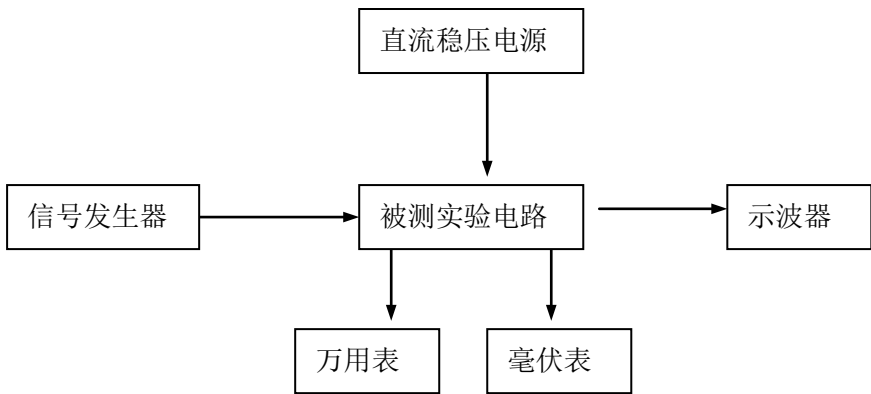 直流稳压电源
信号发生器
被测实验电路
示波器
万用表
毫伏表